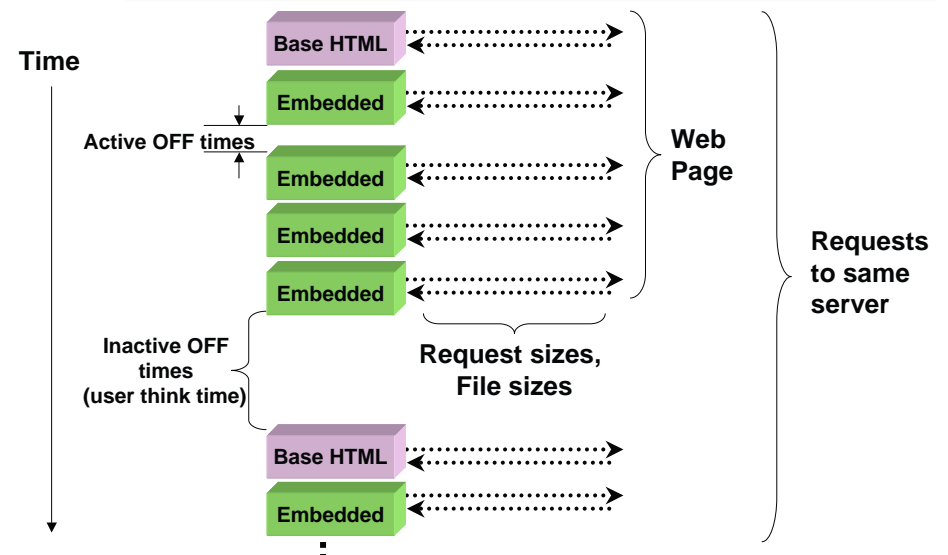 Time
Base HTML
Embedded
Active OFF times
Embedded
Embedded
Embedded
Web
Page
Requests
to same
server
Inactive OFF
times
(user think time)
Request sizes,
File sizes
Base HTML
Embedded